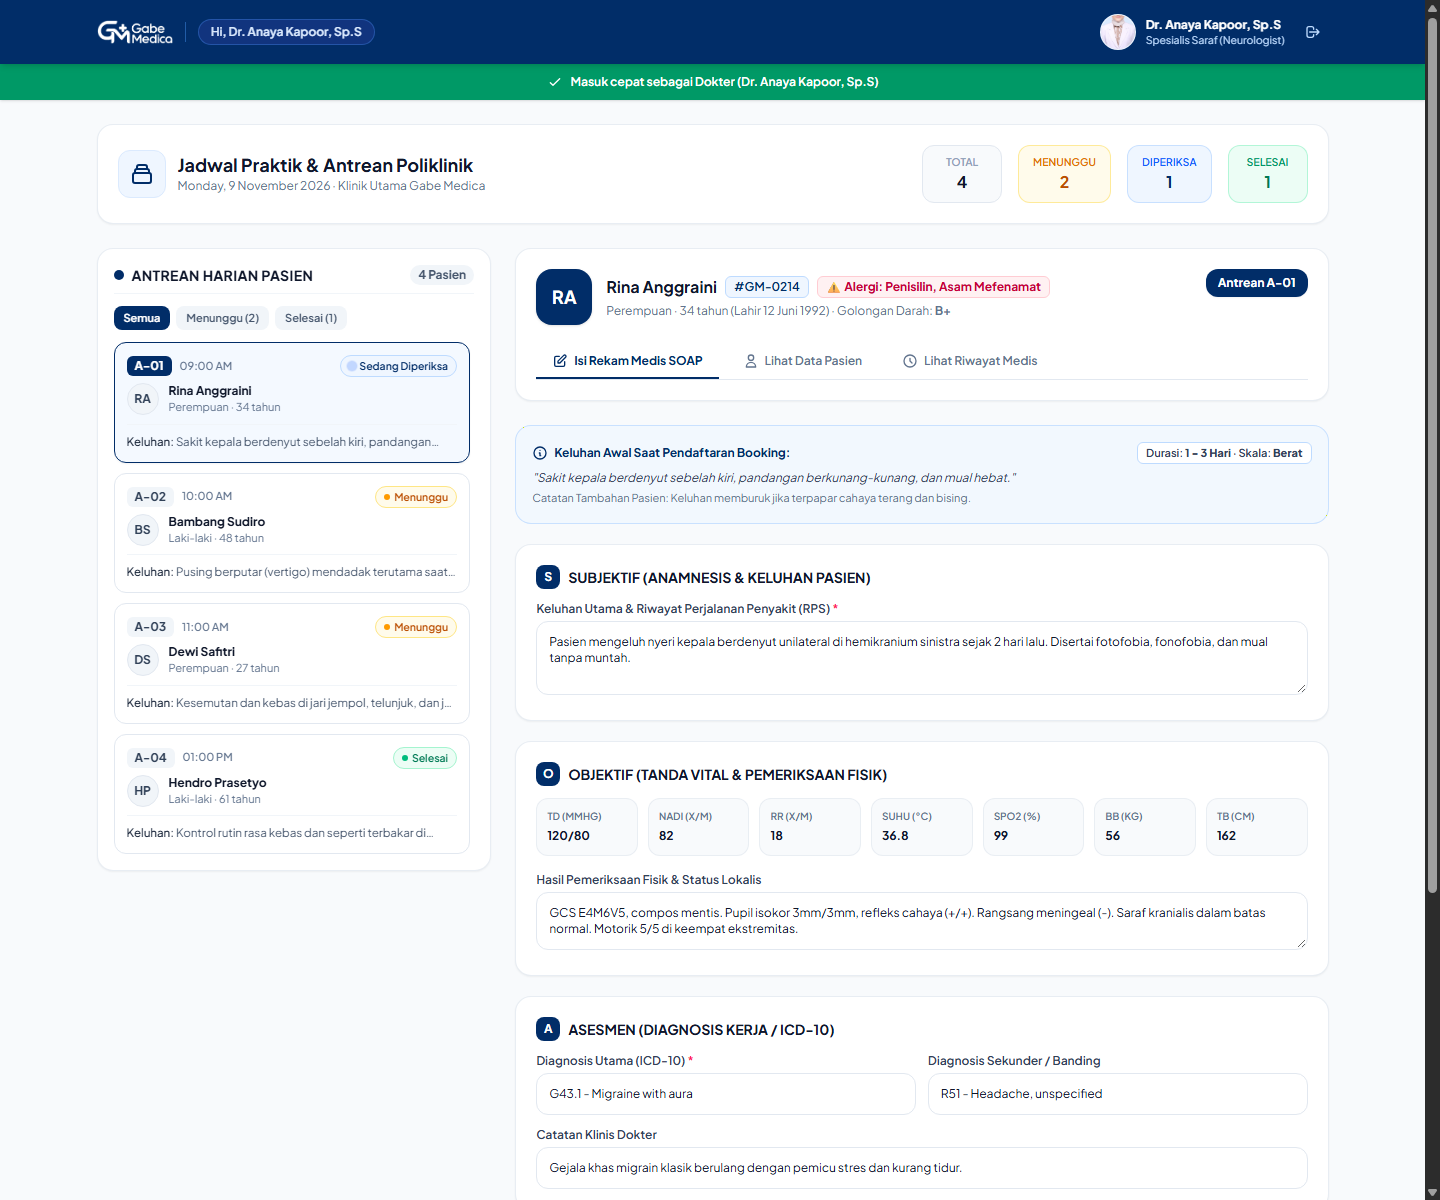 Gabe Medica
Hi, Dr. Anaya Kapoor, Sp.S
Dr. Anaya Kapoor, Sp.S
Spesialis Saraf (Neurologist)
Masuk cepat sebagai Dokter (Dr. Anaya Kapoor, Sp.S)
Jadwal Praktik & Antrean Poliklinik
Monday, 9 November 2026 · Klinik Utama Gabe Medica
TOTAL
4
MENUNGGU
2
DIPERIKSA
1
SELESAI
1
ANTREAN HARIAN PASIEN
4 Pasien
Semua
Menunggu (2)
Selesai (1)
A-01 09:00 AM
Sedang Diperiksa
RA
Rina Anggraini
Perempuan · 34 tahun
Keluhan: Sakit kepala berdenyut sebelah kiri, pandangan...
A-02 10:00 AM
Menunggu
BS
Bambang Sudiro
Laki-laki · 48 tahun
Keluhan: Pusing berputar (vertigo) mendadak terutama saat...
A-03 11:00 AM
Menunggu
DS
Dewi Safitri
Perempuan · 27 tahun
Keluhan: Kesemutan dan kebas di jari jempol, telunjuk, dan j...
A-04 01:00 PM
Selesai
HP
Hendro Prasetyo
Laki-laki · 61 tahun
Keluhan: Kontrol rutin rasa kebas dan seperti terbakar di...
RA
Rina Anggraini
#GM-0214
Alergi: Penisilin, Asam Mefenamat
Antrean A-01
Perempuan · 34 tahun (Lahir 12 Juni 1992) · Golongan Darah: B+
Isi Rekam Medis SOAP
Lihat Data Pasien
Lihat Riwayat Medis
Keluhan Awal Saat Pendaftaran Booking:
Durasi: 1 - 3 Hari · Skala: Berat
"Sakit kepala berdenyut sebelah kiri, pandangan berkunang-kunang, dan mual hebat."
Catatan Tambahan Pasien: Keluhan memburuk jika terpapar cahaya terang dan bising.
S SUBJEKTIF (ANAMNESIS & KELUHAN PASIEN)
Keluhan Utama & Riwayat Perjalanan Penyakit (RPS) *
Pasien mengeluh nyeri kepala berdenyut unilateral di hemikranium sinistra sejak 2 hari lalu. Disertai fotofobia, fonofobia, dan mual
tanpa muntah.
O OBJEKTIF (TANDA VITAL & PEMERIKSAAN FISIK)
TD (MMHG)
120/80
NADI (X/M)
82
RR (X/M)
18
SUHU (°C)
36.8
SPO2 (%)
99
BB (KG)
56
TB (CM)
162
Hasil Pemeriksaan Fisik & Status Lokalis
GCS E4M6V5, compos mentis. Pupil isokor 3mm/3mm, refleks cahaya (+/+). Rangsang meningeal (-). Saraf kranialis dalam batas
normal. Motorik 5/5 di keempat ekstremitas.
A ASESMEN (DIAGNOSIS KERJA / ICD-10)
Diagnosis Utama (ICD-10) *
Diagnosis Sekunder / Banding
G43.1 - Migraine with aura
R51 - Headache, unspecified
Catatan Klinis Dokter
Gejala khas migrain klasik berulang dengan pemicu stres dan kurang tidur.